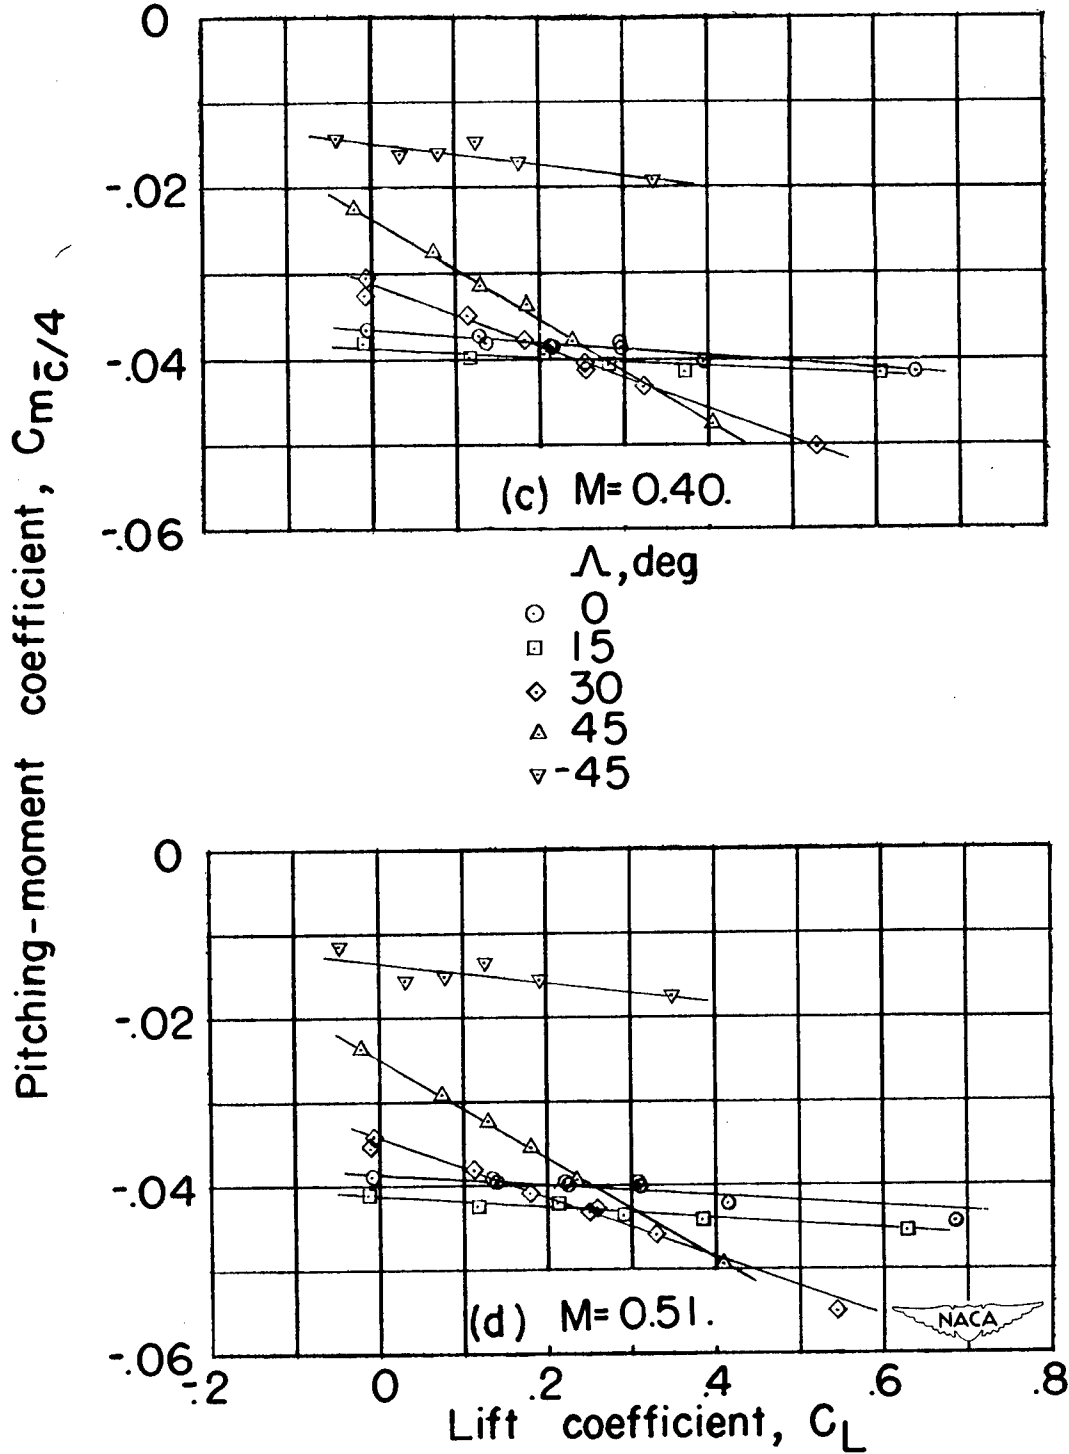 Pitching-moment coefficient, Cm c̄/4
0
-.02
-.04
-.06
(c) M=0.40.
Λ, deg
0
15
30
45
-45
0
-.02
-.04
-.06
(d) M=0.51.
NACA
-.2 0 .2 .4 .6 .8
Lift coefficient, CL